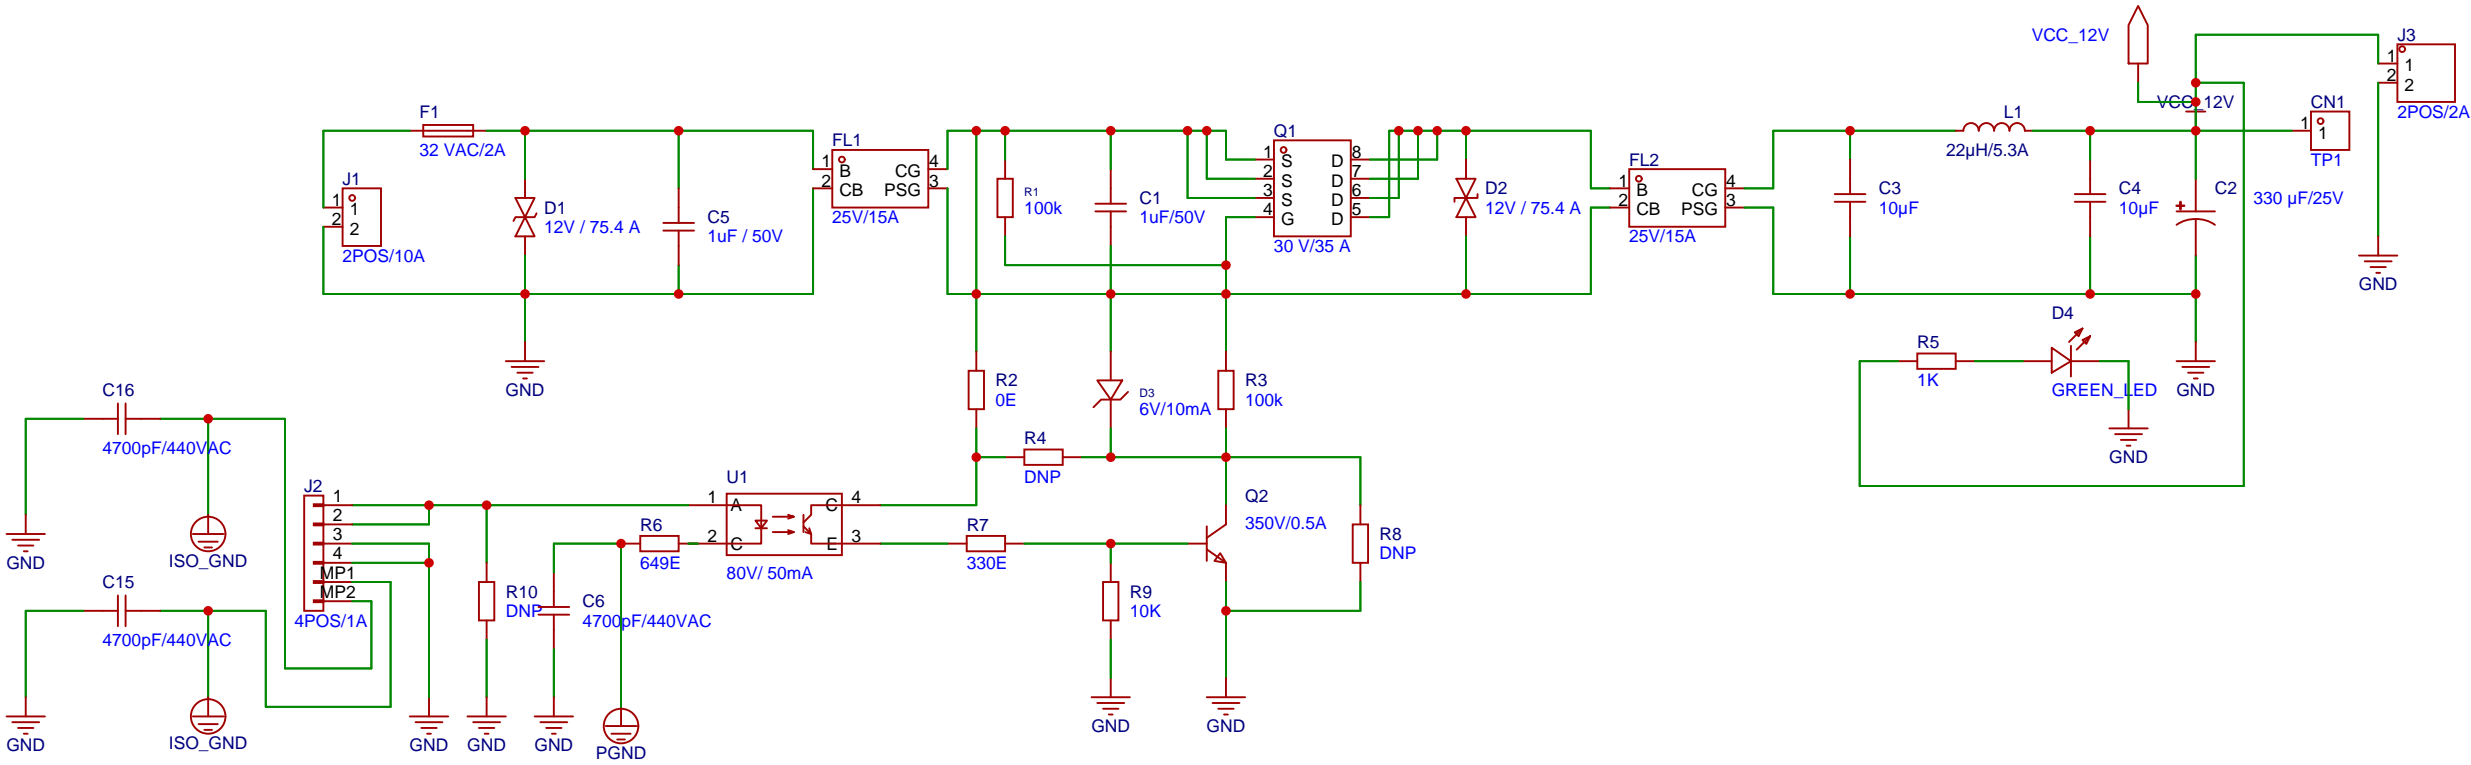 F1
32 VAC/2A
J1
1
2
1
2
2POS/10A
D1
12V / 75.4 A
C5
1uF / 50V
GND
FL1
1
2
B
CB
CG
PSG
4
3
25V/15A
R1
100k
C1
1uF/50V
Q1
1
2
3
4
S
S
S
G
D
D
D
D
8
7
6
5
30 V/35 A
D2
12V / 75.4 A
FL2
1
2
B
CB
CG
PSG
4
3
25V/15A
C3
10µF
L1
22µH/5.3A
C4
10µF
C2
330 µF/25V
VCC_12V
VCC_12V
CN1
1
1
TP1
J3
1
2
1
2
2POS/2A
GND
GND
R5
1K
D4
GREEN_LED
GND
R2
0E
D3
6V/10mA
R3
100k
R4
DNP
C16
4700pF/440VAC
GND
ISO_GND
C15
4700pF/440VAC
GND
ISO_GND
J2
1
2
3
4
MP1
MP2
4POS/1A
GND
R10
DNP
GND
C6
4700pF/440VAC
GND
R6
649E
PGND
U1
1
2
A
C
C
E
4
3
80V/ 50mA
R7
330E
R9
10K
GND
Q2
350V/0.5A
R8
DNP
GND